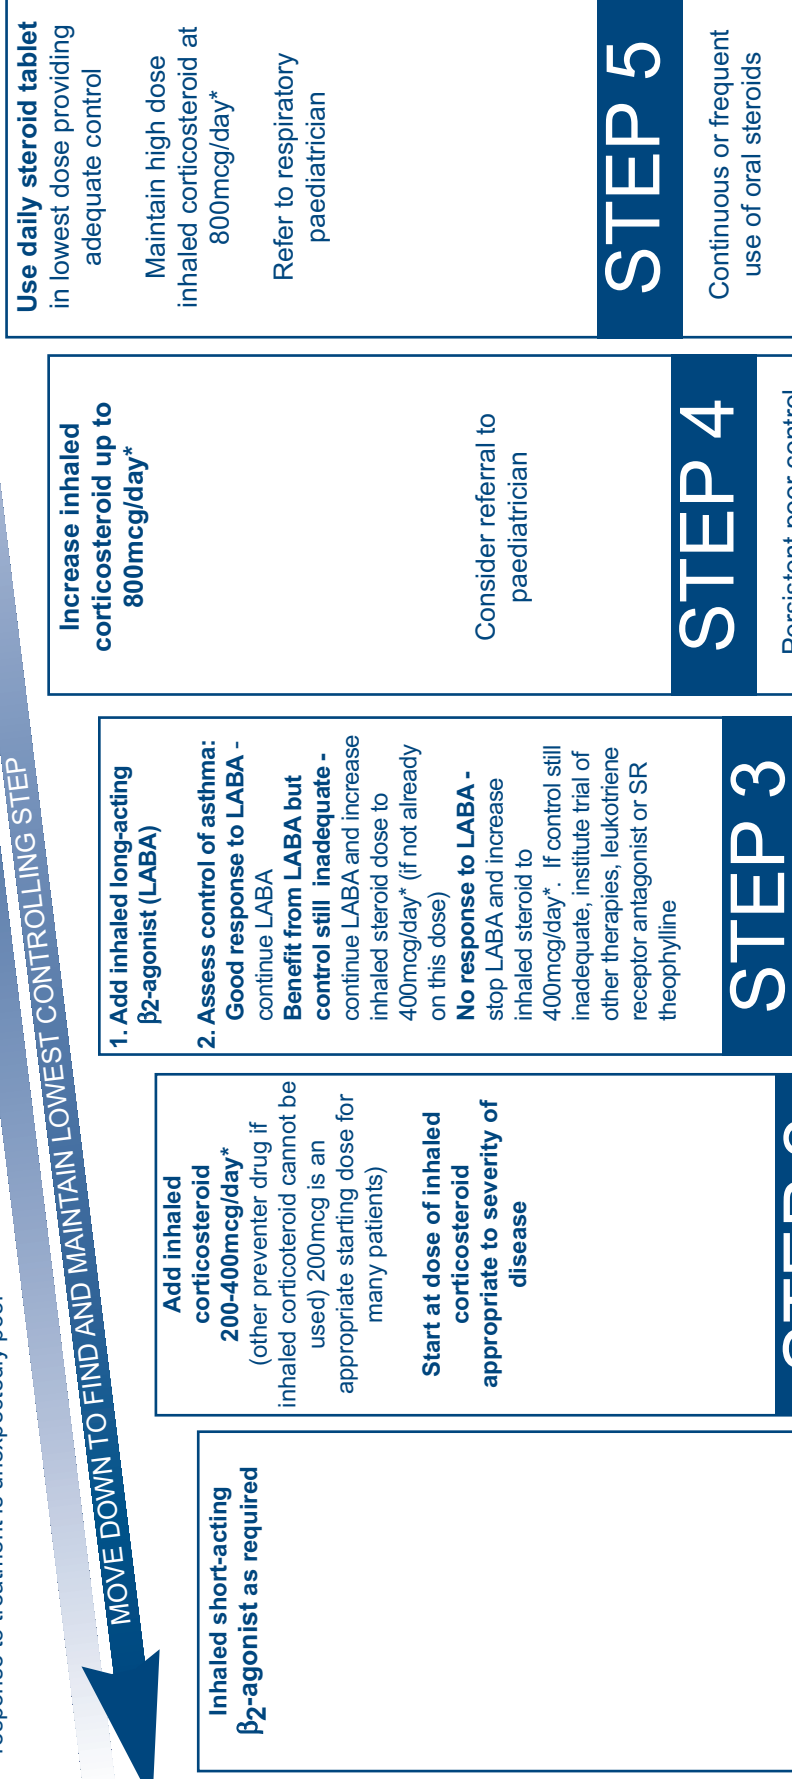 MOVE DOWN TO FIND AND MAINTAIN LOWEST CONTROLLING STEP
Inhaled short-acting
β2-agonist as required
Add inhaled
corticosteroid
200-400mcg/day*
(other preventer drug if
inhaled corticoteroid cannot be
used) 200mcg is an
appropriate starting dose for
many patients)
Start at dose of inhaled
corticosteroid
appropriate to severity of
disease
1. Add inhaled long-acting
β2-agonist (LABA)
2. Assess control of asthma:
Good response to LABA -
continue LABA
Benefit from LABA but
control still inadequate -
continue LABA and increase
inhaled steroid dose to
400mcg/day* (if not already
on this dose)
No response to LABA -
stop LABA and increase
inhaled steroid to
400mcg/day*. If control still
inadequate, institute trial of
other therapies, leukotriene
receptor antagonist or SR
theophylline
STEP 3
Increase inhaled
corticosteroid up to
800mcg/day*
Consider referral to
paediatrician
STEP 4
Persistent poor control
Use daily steroid tablet
in lowest dose providing
adequate control
Maintain high dose
inhaled corticosteroid at
800mcg/day*
Refer to respiratory
paediatrician
STEP 5
Continuous or frequent
use of oral steroids